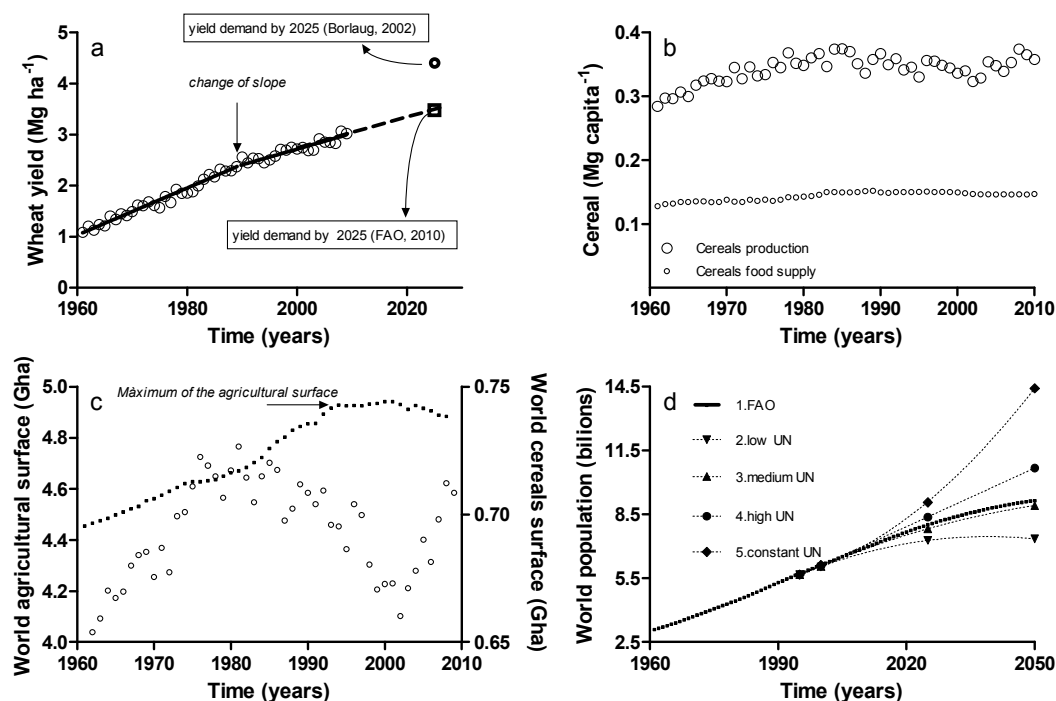 a
Wheat yield (Mg ha-1)
5
4
3
2
1
0
1960 1980 2000 2020
Time (years)
yield demand by 2025 (Borlaug, 2002)
change of slope
yield demand by 2025 (FAO, 2010)
b
Cereal (Mg capita-1)
0.4
0.3
0.2
0.1
1960 1970 1980 1990 2000 2010
Time (years)
Cereals production
Cereals food supply
c
World agricultural surface (Gha)
5.0
4.8
4.6
4.4
4.2
4.0
Màximum of the agricultural surface
0.75
0.70
0.65
World cereals surface (Gha)
1960 1970 1980 1990 2000 2010
Time (years)
d
World population (bilions)
14.5
11.5
8.5
5.5
2.5
1.FAO
2.low UN
3.medium UN
4.high UN
5.constant UN
1960 1990 2020 2050
Time (years)